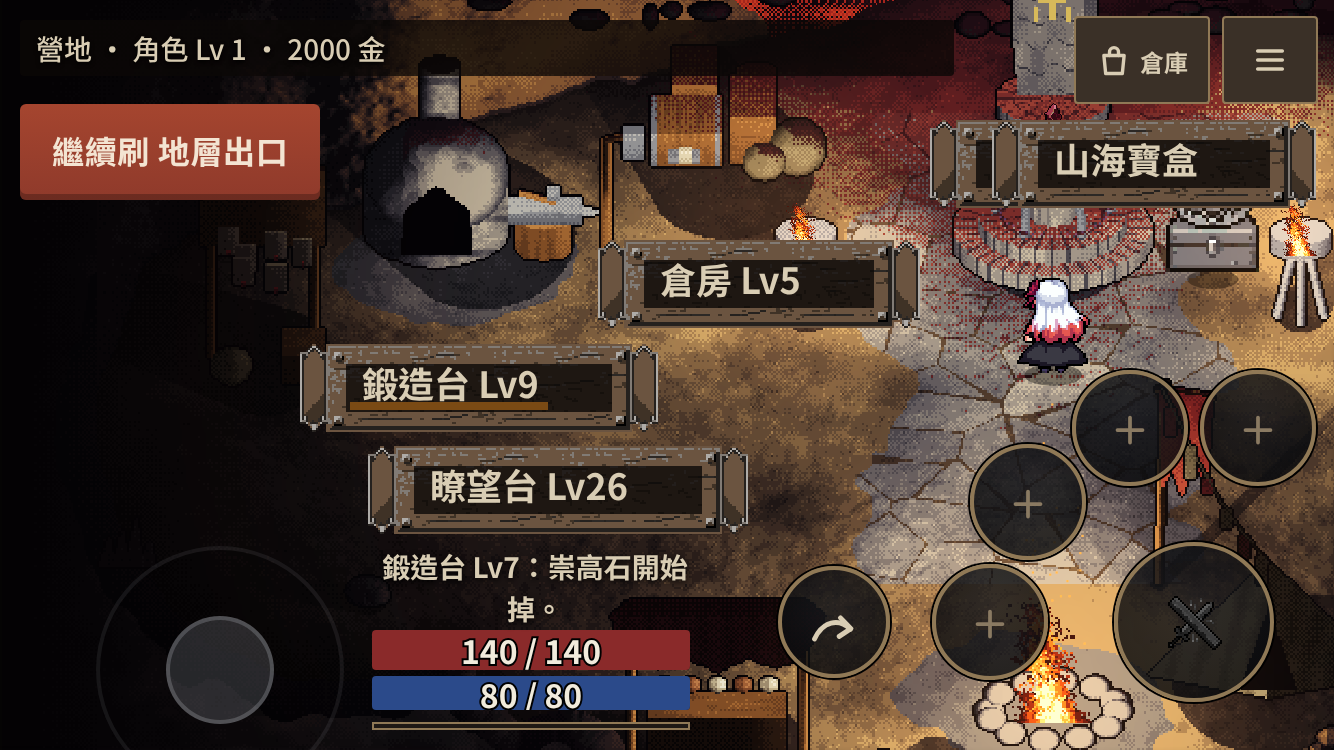 營地 • 角色 Lv 1 • 2000 金
倉庫
繼續刷 地層出口
山海寶盒
倉房 Lv5
鍛造台 Lv9
瞭望台 Lv26
鍛造台 Lv7：崇高石開始
掉。
140 / 140
80 / 80